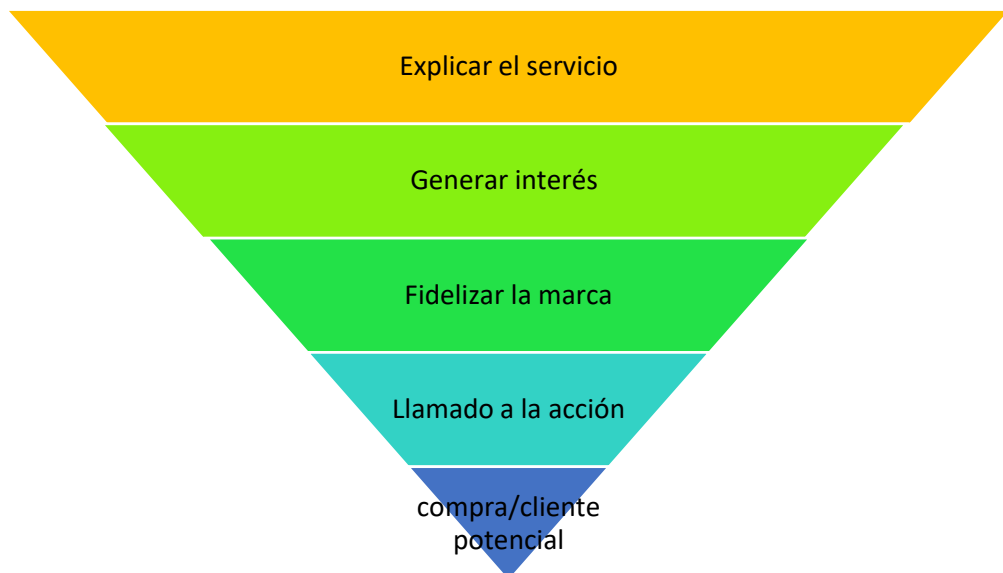 Explicar el servicio
Generar interés
Fidelizar la marca
Llamado a la acción
compra/cliente
potencial